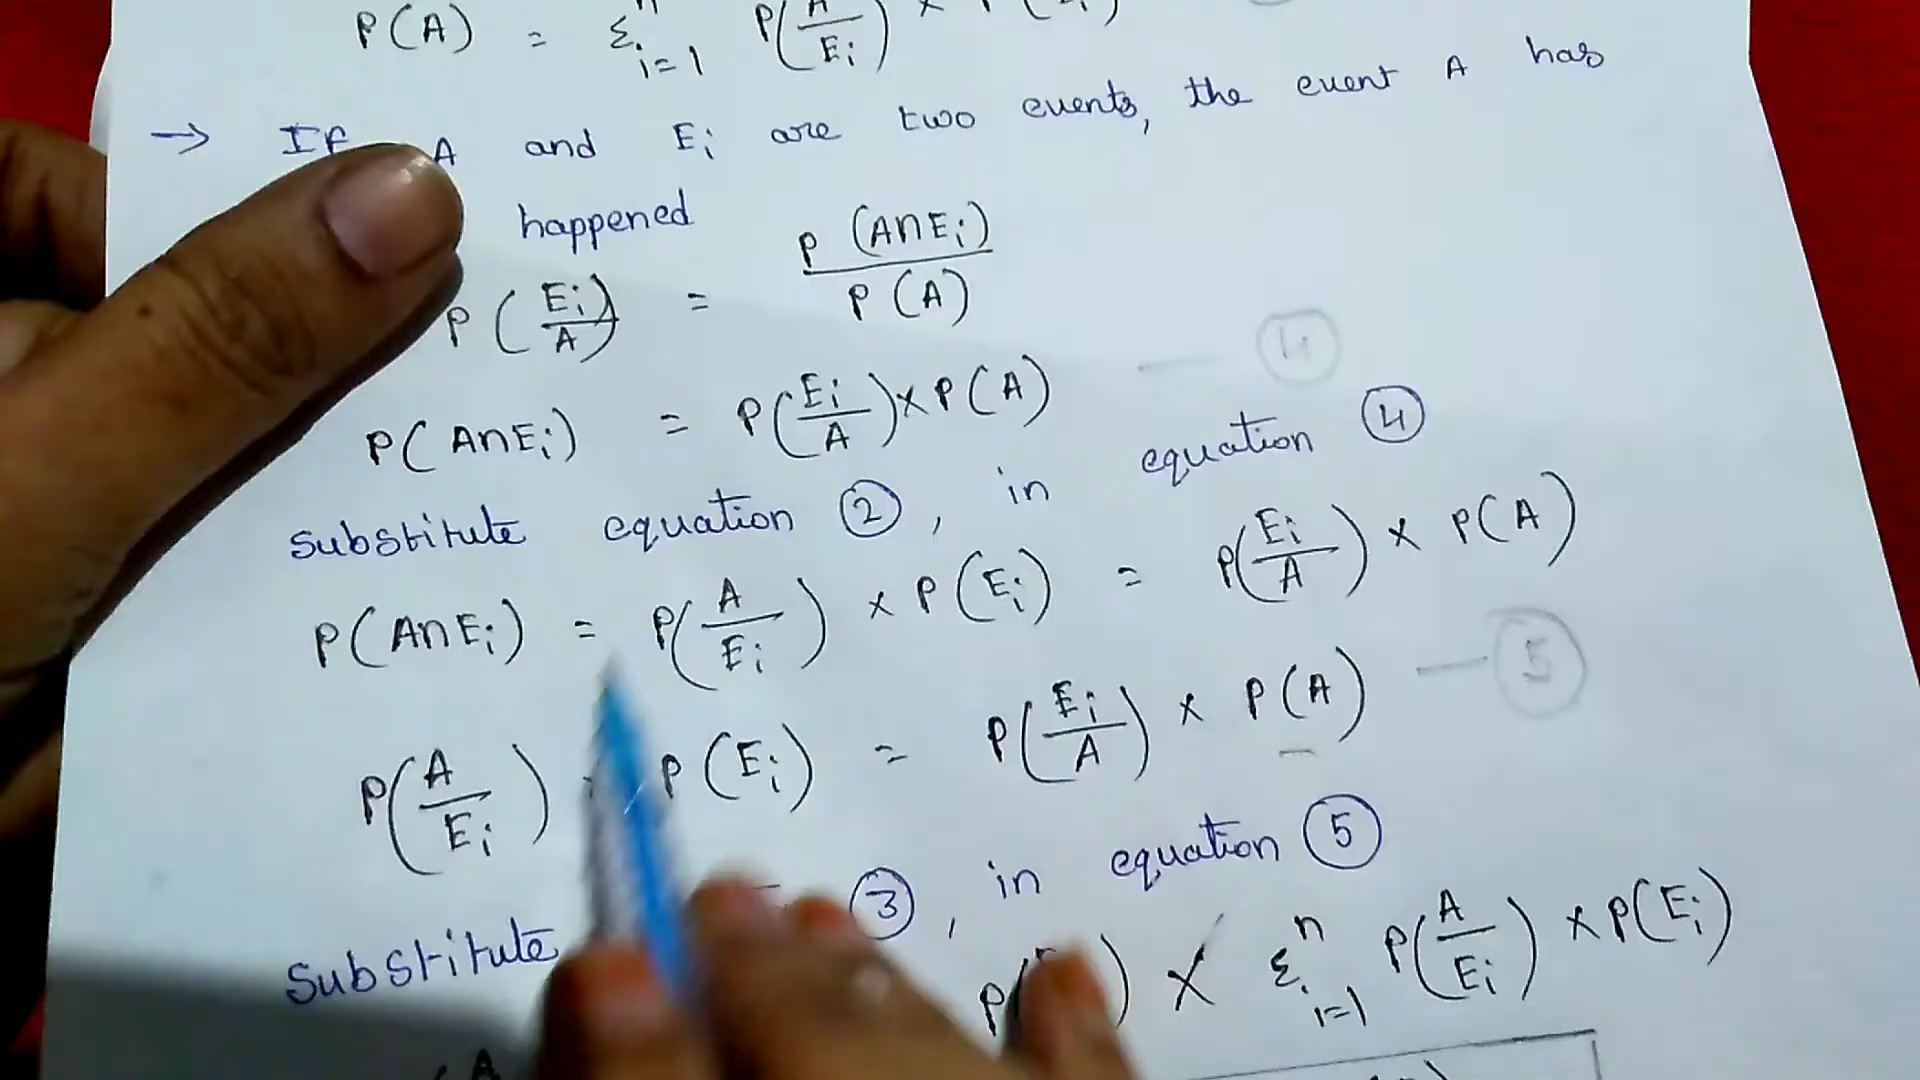 P(A) = Σ i=1 n P(A/Ei) × P(Ei)
→ If A and Ei are two events, the event A has
happened
P(Ei/A) = P(A∩Ei)/P(A)
P(A∩Ei) = P(Ei/A) × P(A) — 4
Substitute equation ②, in equation ④
P(A∩Ei) = P(A/Ei) × P(Ei) = P(Ei/A) × P(A)
P(A/Ei) × P(Ei) = P(Ei/A) × P(A) — 5
Substitute ③, in equation ⑤
P( ) × Σ i=1 n P(A/Ei) × P(Ei)